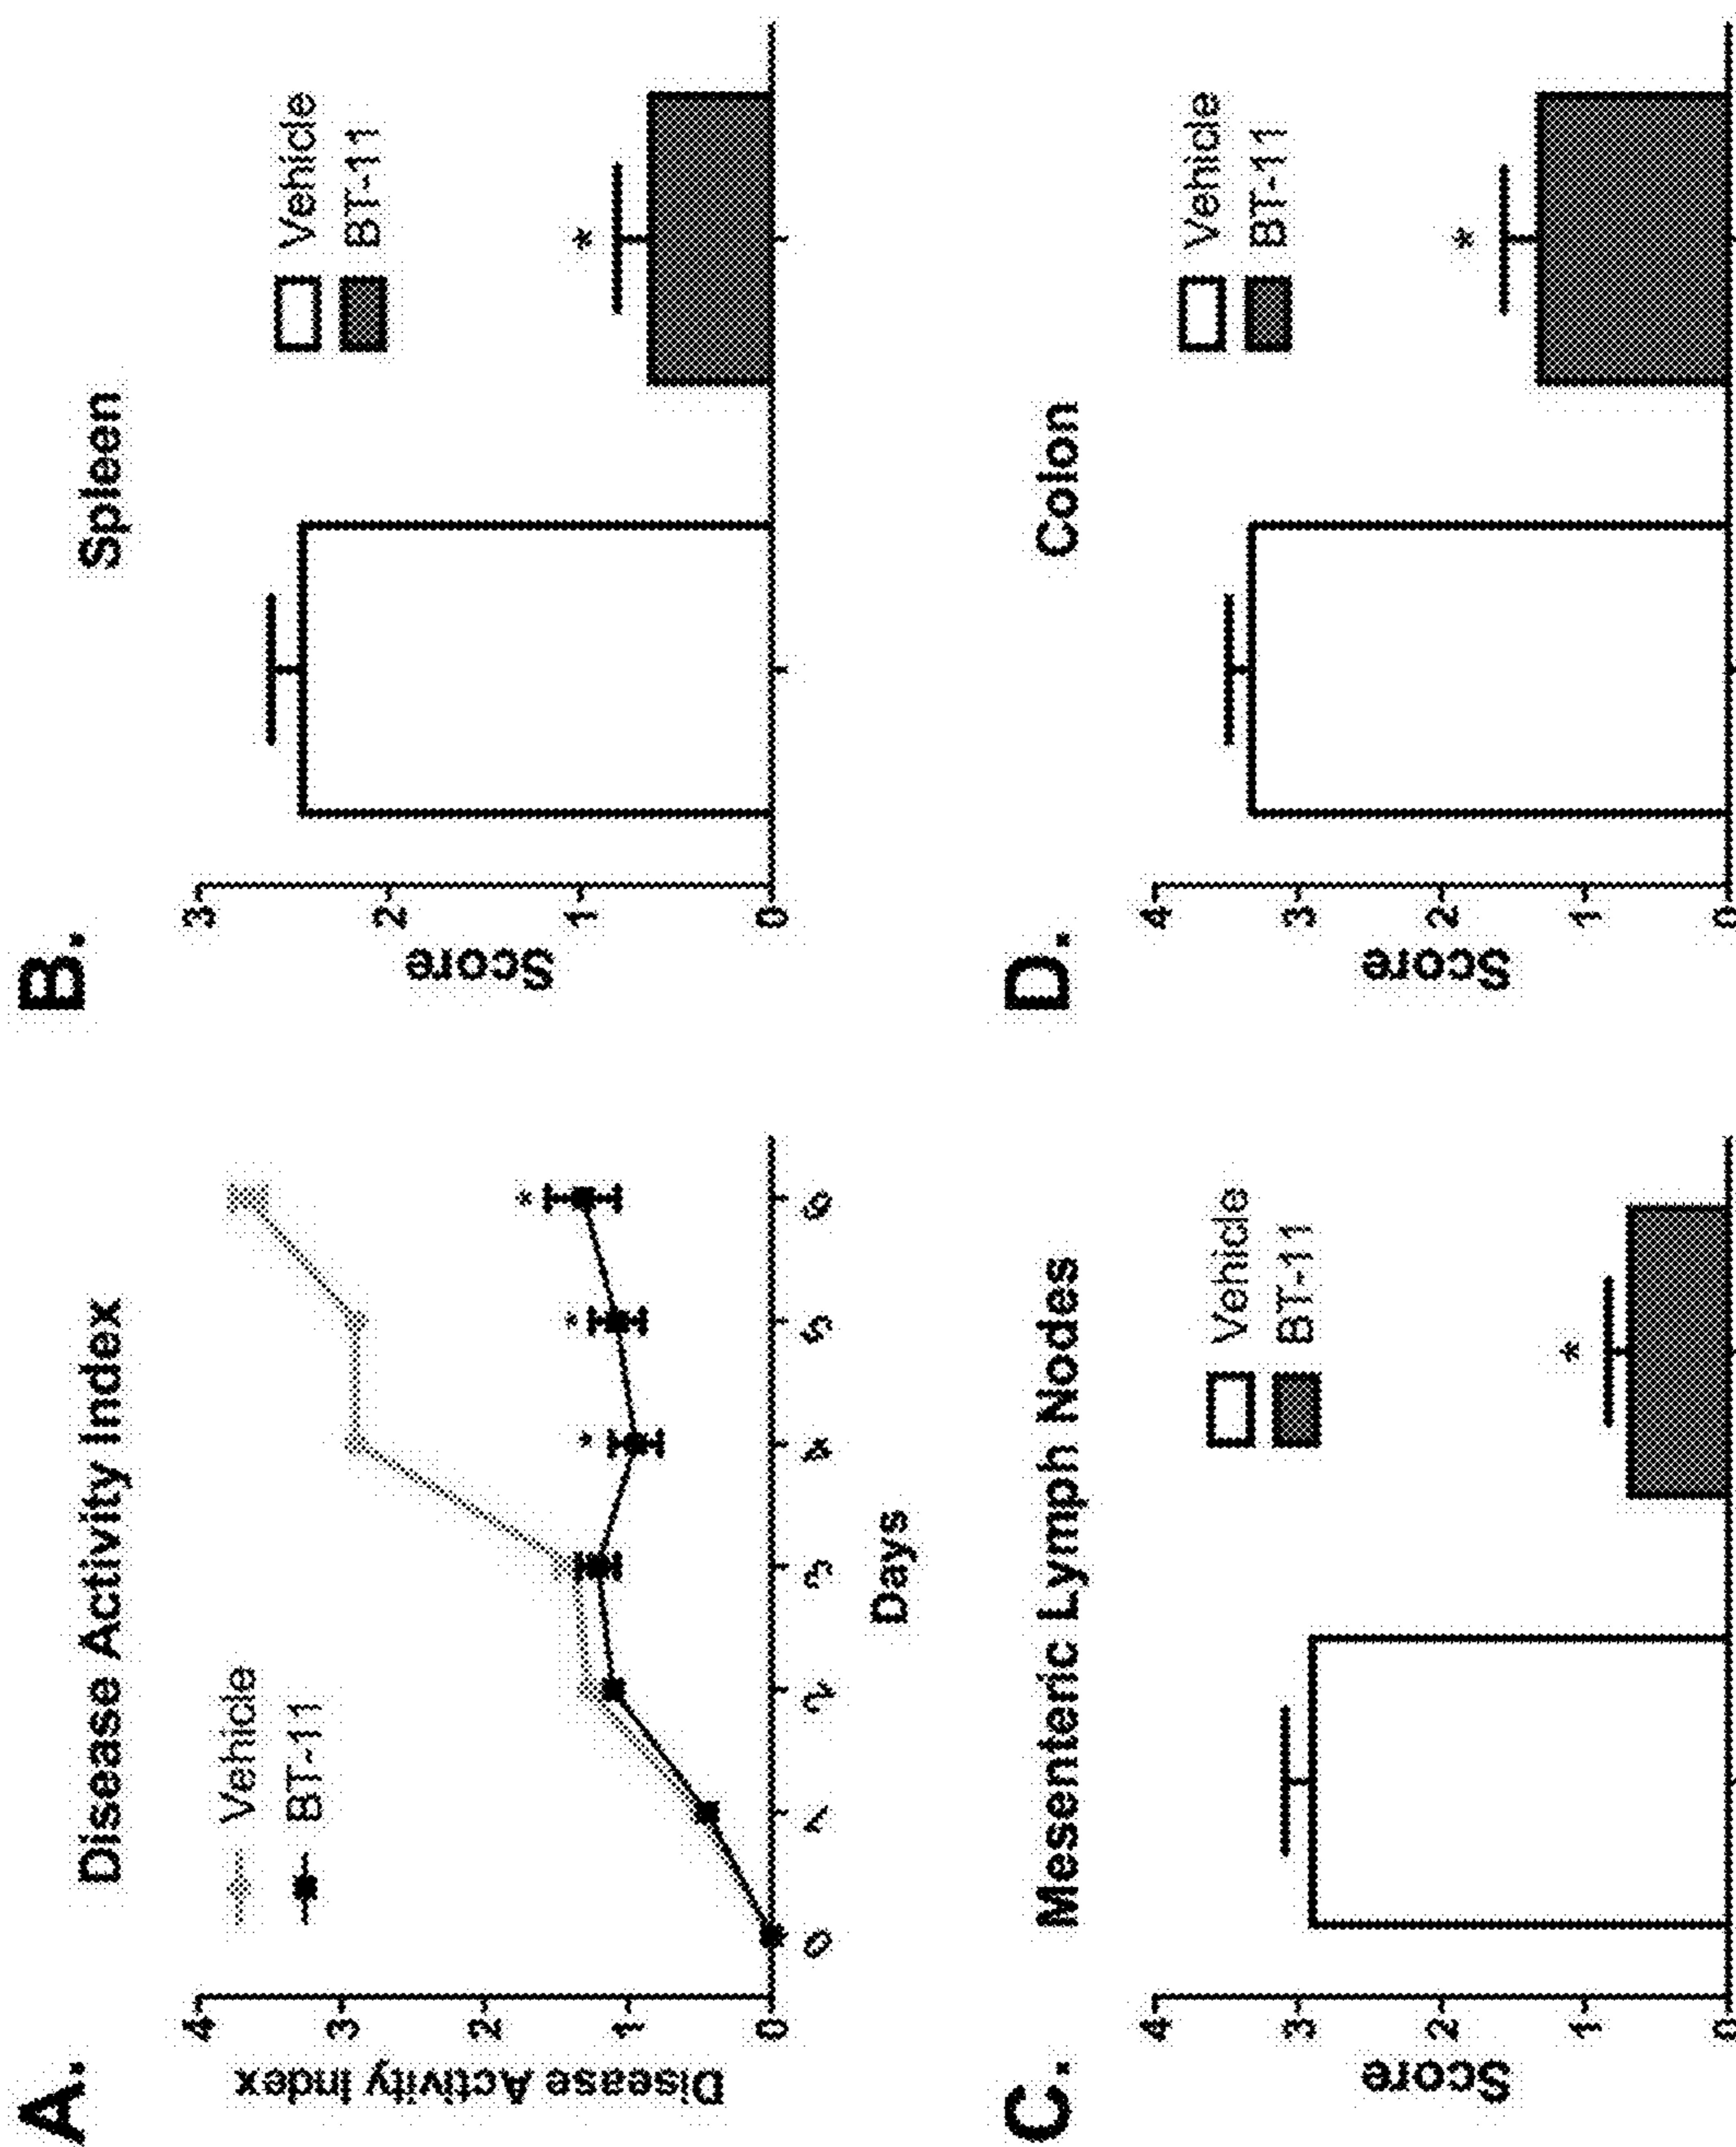 A.
Disease Activity Index
Disease Activity Index
4
3
2
1
0
Vehicle
BT-11
*
*
*
0 1 2 3 4 5 6
Days
B.
Spleen
Score
3
2
1
0
Vehicle
BT-11
*
C.
Mesenteric Lymph Nodes
Score
4
3
2
1
0
Vehicle
BT-11
*
D.
Colon
Score
4
3
2
1
0
Vehicle
BT-11
*